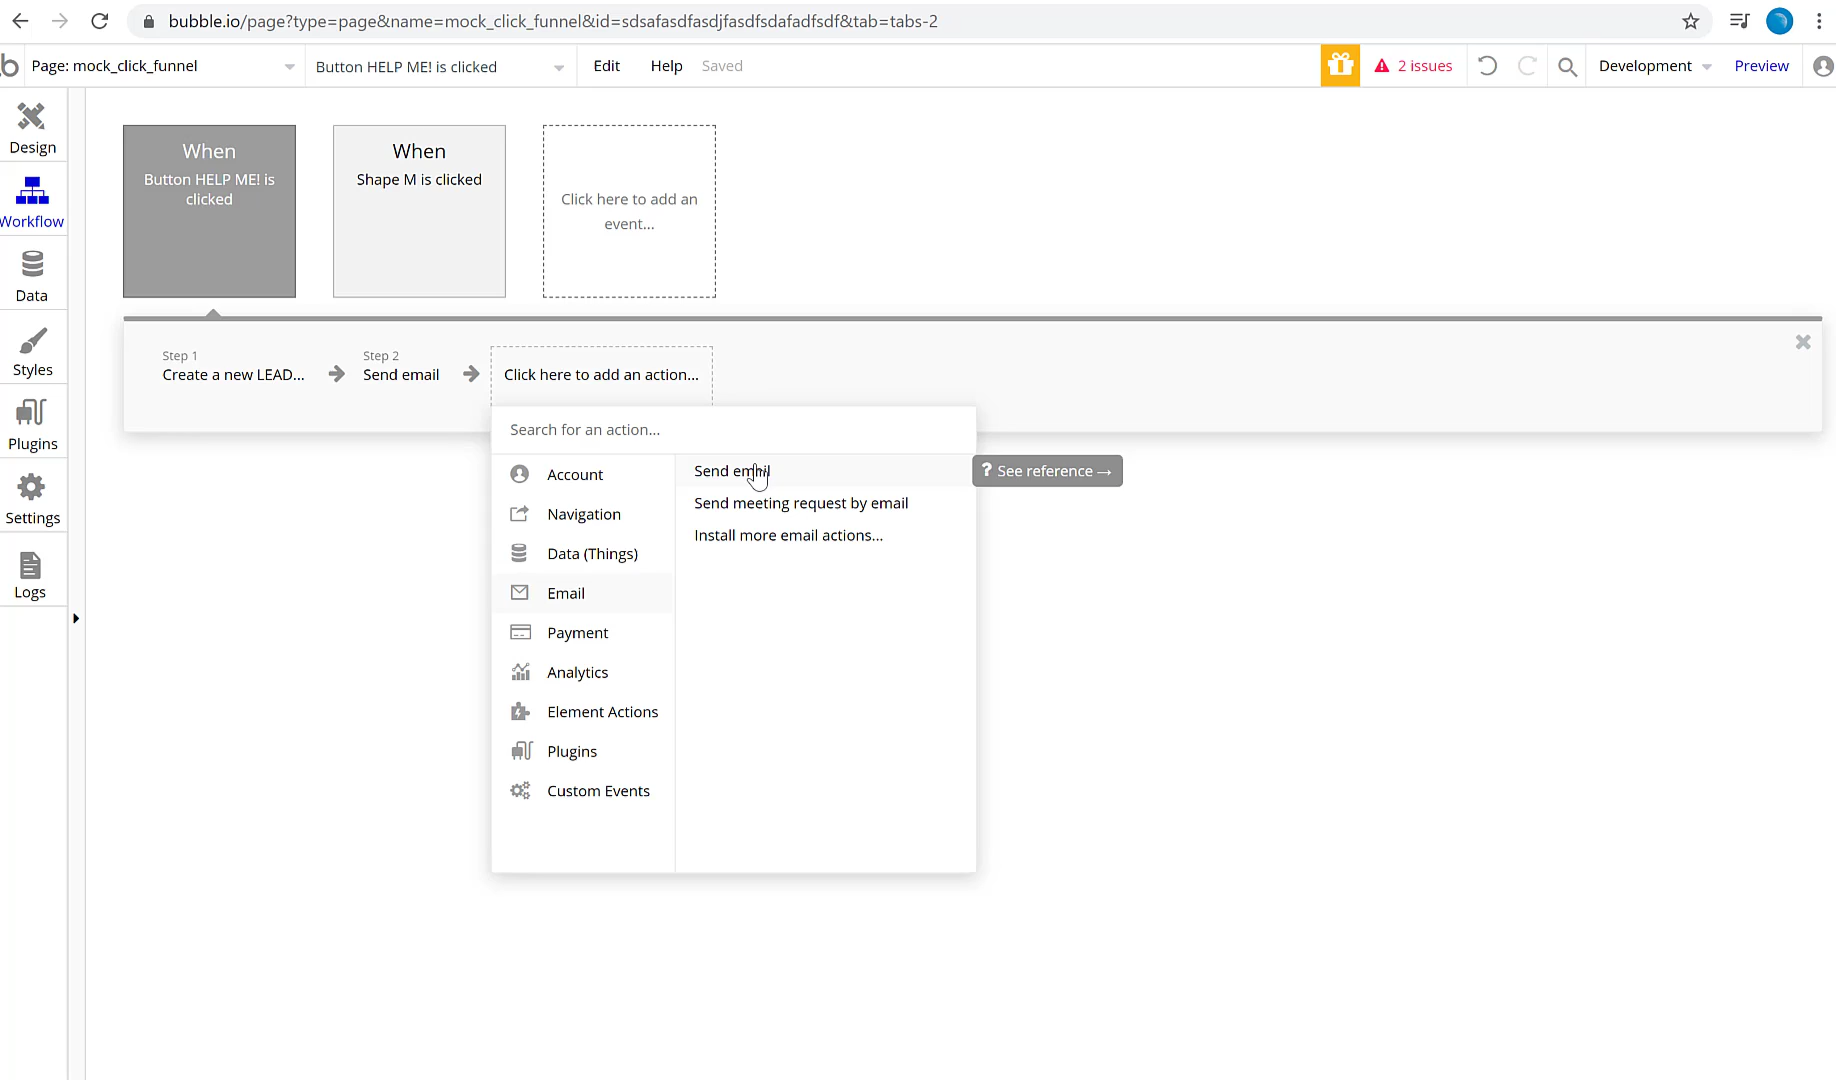 bubble.io/page?type=page&name=mock_click_funnel&id=sdsafasdfasdjfasdfsdafadfsdf&tab=tabs-2
b
Page: mock_click_funnel
Button HELP ME! is clicked
Edit
Help
Saved
2 issues
Development
Preview
Design
Workflow
Data
Styles
Plugins
Settings
Logs
When
Button HELP ME! is
clicked
When
Shape M is clicked
Click here to add an
event...
Step 1
Create a new LEAD...
Step 2
Send email
Click here to add an action...
Search for an action...
Account
Navigation
Data (Things)
Email
Payment
Analytics
Element Actions
Plugins
Custom Events
Send email
Send meeting request by email
Install more email actions...
? See reference →